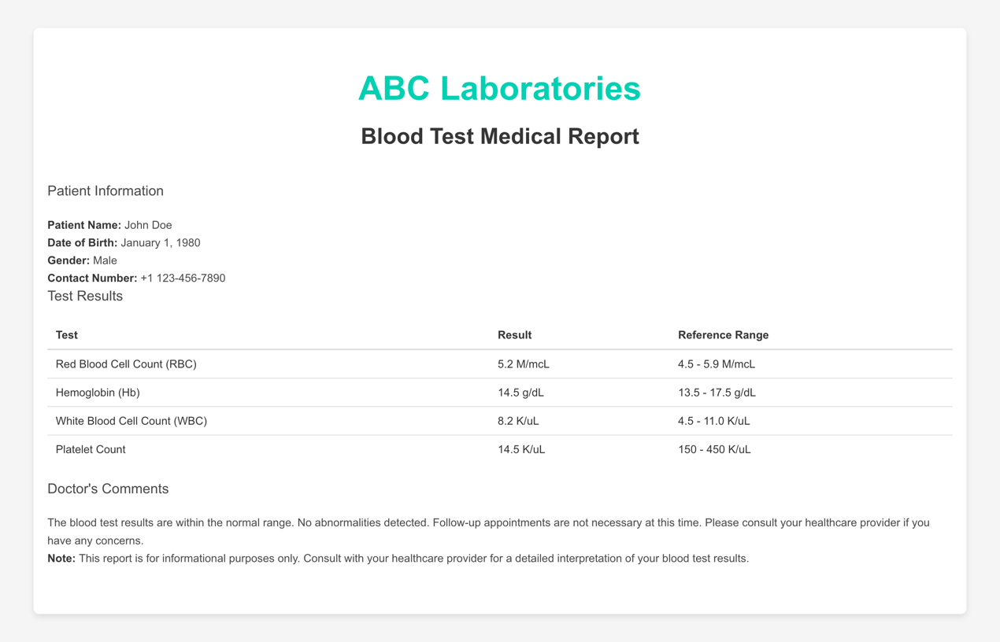 ABC Laboratories
Blood Test Medical Report
Patient Information
Patient Name: John Doe
Date of Birth: January 1, 1980
Gender: Male
Contact Number: +1 123-456-7890
Test Results
Test Result Reference Range
Red Blood Cell Count (RBC) 5.2 M/mcL 4.5 - 5.9 M/mcL
Hemoglobin (Hb) 14.5 g/dL 13.5 - 17.5 g/dL
White Blood Cell Count (WBC) 8.2 K/uL 4.5 - 11.0 K/uL
Platelet Count 14.5 K/uL 150 - 450 K/uL
Doctor's Comments
The blood test results are within the normal range. No abnormalities detected. Follow-up appointments are not necessary at this time. Please consult your healthcare provider if you
have any concerns.
Note: This report is for informational purposes only. Consult with your healthcare provider for a detailed interpretation of your blood test results.